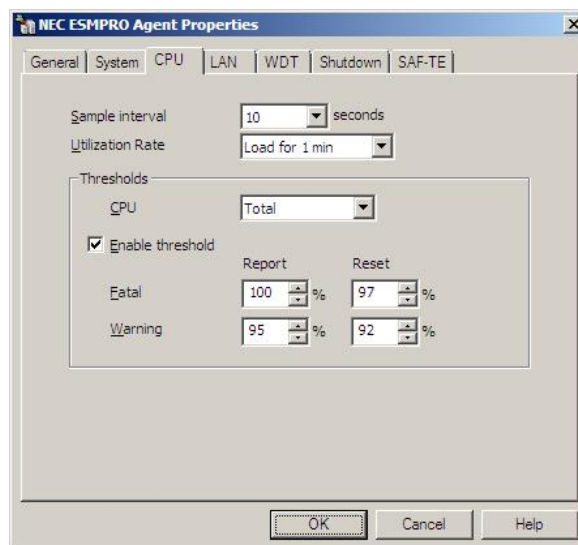 NEC ESMPRO Agent Properties
General System CPU LAN WDT Shutdown SAF-TE
Sample interval 10 seconds
Utilization Rate Load for 1 min
Thresholds
CPU Total
Enable threshold
Report Reset
Fatal 100 % 97 %
Warning 95 % 92 %
OK Cancel Help